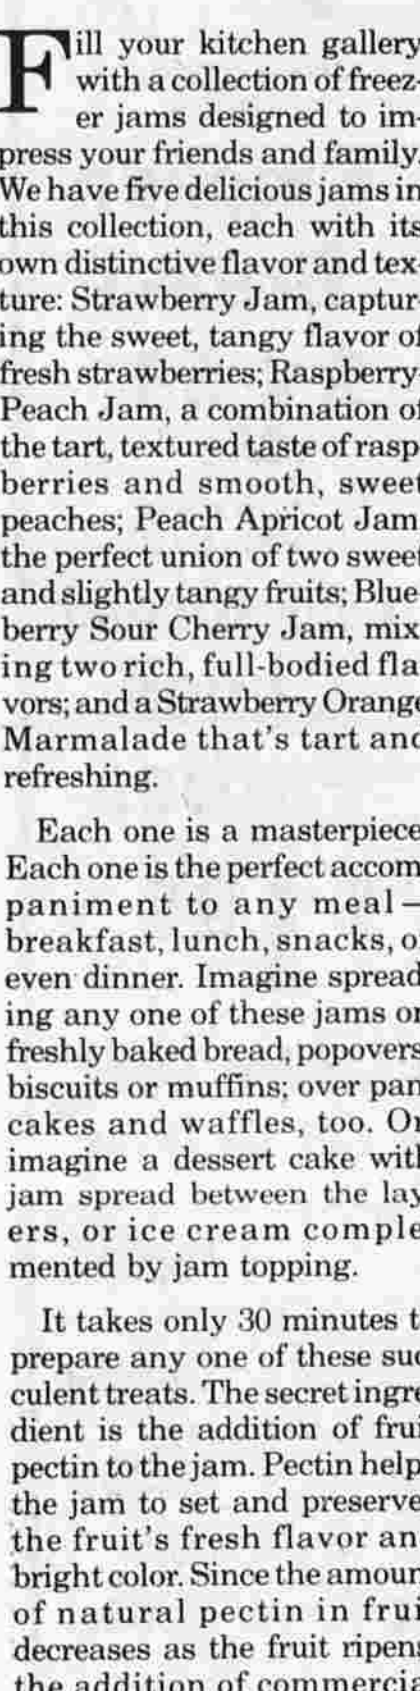 Fill your kitchen gallery
with a collection of freez-
er jams designed to im-
press your friends and family.
We have five delicious jams in
this collection, each with its
own distinctive flavor and tex-
ture: Strawberry Jam, captur-
ing the sweet, tangy flavor of
fresh strawberries; Raspberry
Peach Jam, a combination of
the tart, textured taste of rasp
berries and smooth, sweet
peaches; Peach Apricot Jam
the perfect union of two sweet
and slightly tangy fruits; Blue
berry Sour Cherry Jam, mix
ing two rich, full-bodied fla
vors; and a Strawberry Orange
Marmalade that's tart and
refreshing.
Each one is a masterpiece
Each one is the perfect accom
paniment to any meal –
breakfast, lunch, snacks, o
even dinner. Imagine spread
ing any one of these jams on
freshly baked bread, popovers
biscuits or muffins; over pan
cakes and waffles, too. Or
imagine a dessert cake with
jam spread between the lay
ers, or ice cream comple
mented by jam topping.
It takes only 30 minutes t
prepare any one of these suc
culent treats. The secret ingre
dient is the addition of frui
pectin to the jam. Pectin help
the jam to set and preserve
the fruit's fresh flavor an
bright color. Since the amoun
of natural pectin in frui
decreases as the fruit ripens
the addition of commercia